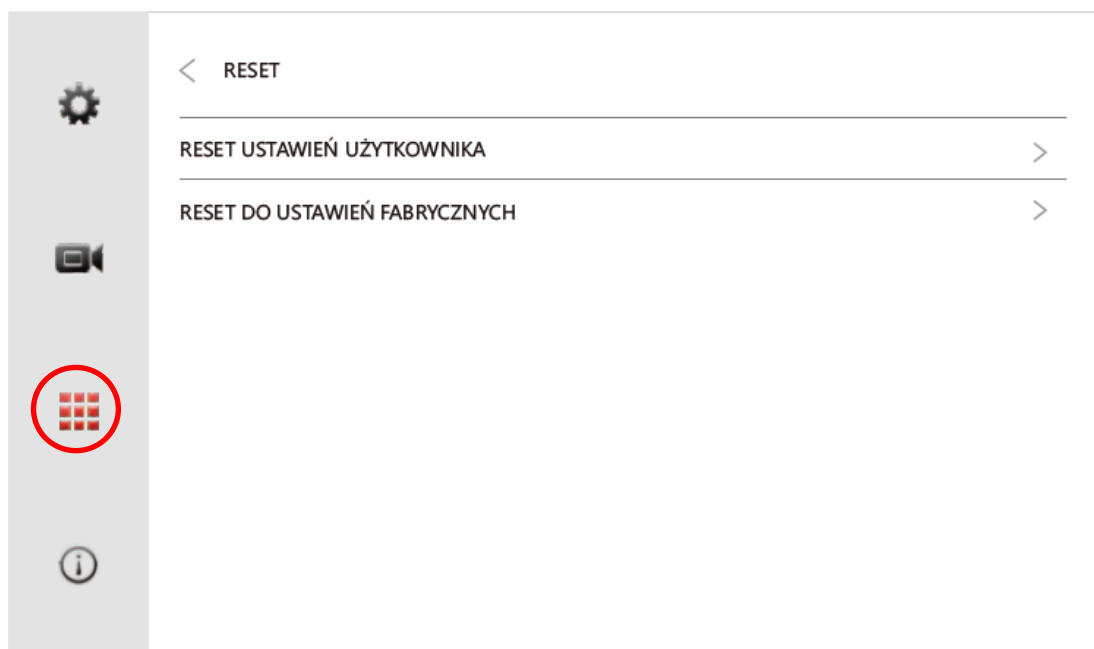 RESET
RESET USTAWIEŃ UŻYTKOWNIKA
RESET DO USTAWIEŃ FABRYCZNYCH